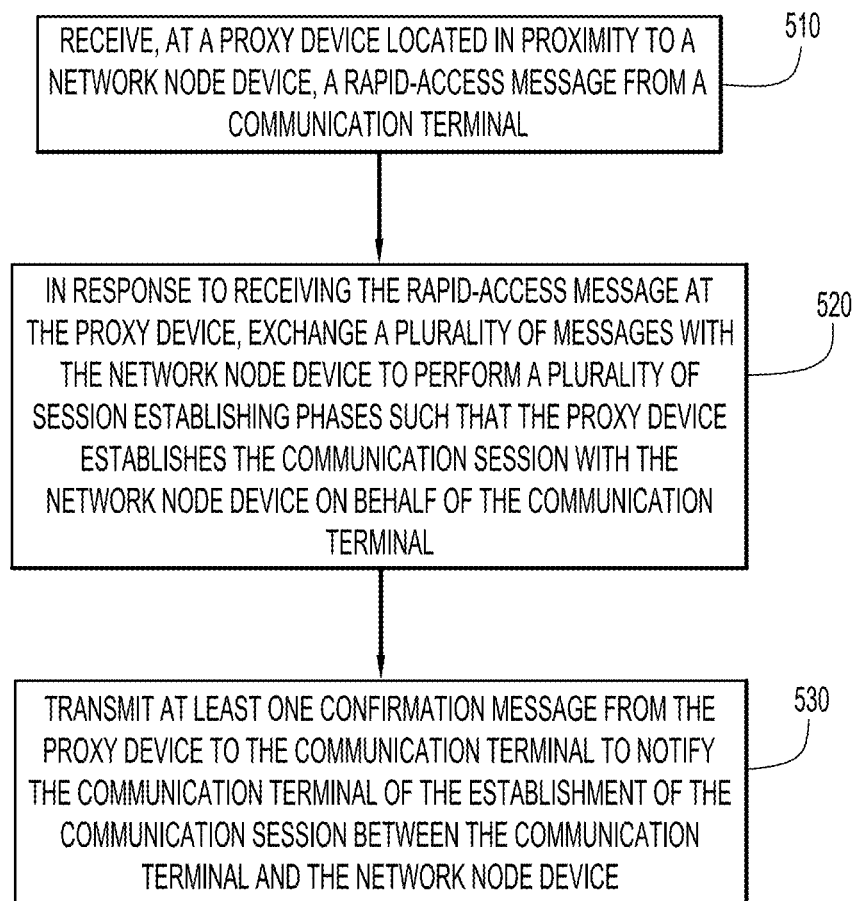 RECEIVE, AT A PROXY DEVICE LOCATED IN PROXIMITY TO A
NETWORK NODE DEVICE, A RAPID-ACCESS MESSAGE FROM A
COMMUNICATION TERMINAL
510
IN RESPONSE TO RECEIVING THE RAPID-ACCESS MESSAGE AT
THE PROXY DEVICE, EXCHANGE A PLURALITY OF MESSAGES WITH
THE NETWORK NODE DEVICE TO PERFORM A PLURALITY OF
SESSION ESTABLISHING PHASES SUCH THAT THE PROXY DEVICE
ESTABLISHES THE COMMUNICATION SESSION WITH THE
NETWORK NODE DEVICE ON BEHALF OF THE COMMUNICATION
TERMINAL
520
TRANSMIT AT LEAST ONE CONFIRMATION MESSAGE FROM THE
PROXY DEVICE TO THE COMMUNICATION TERMINAL TO NOTIFY
THE COMMUNICATION TERMINAL OF THE ESTABLISHMENT OF THE
COMMUNICATION SESSION BETWEEN THE COMMUNICATION
TERMINAL AND THE NETWORK NODE DEVICE
530